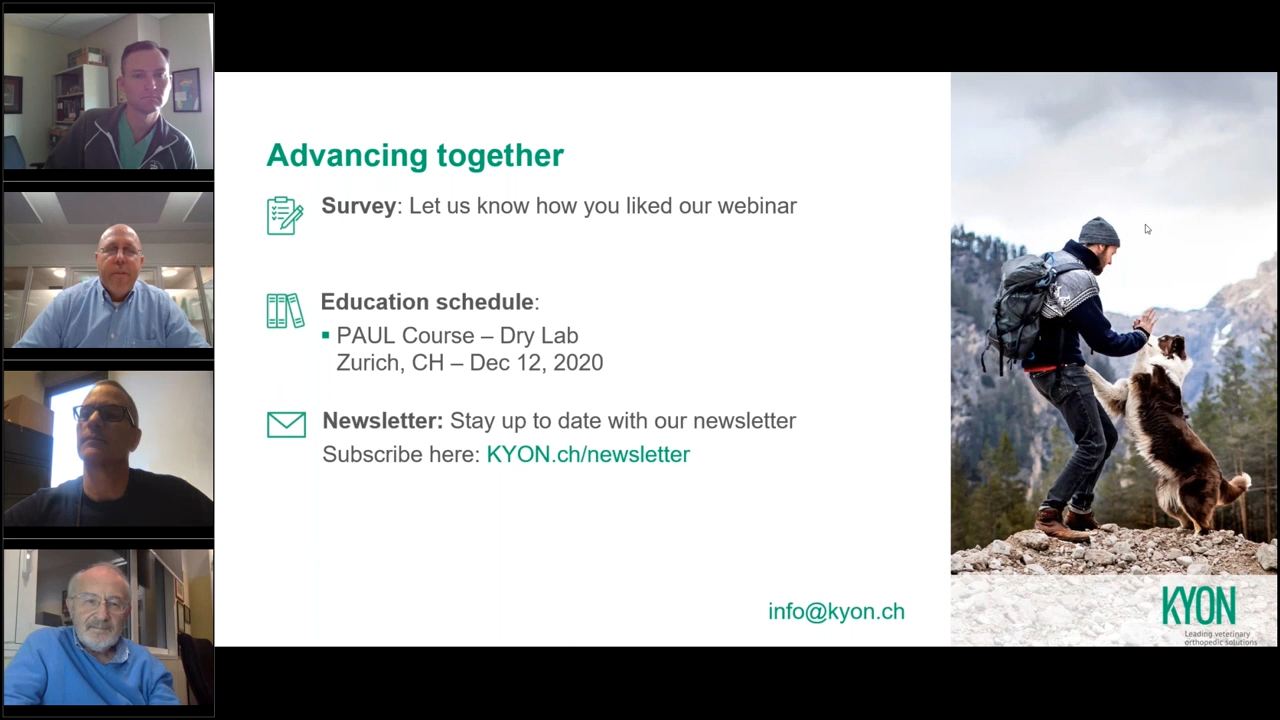 Advancing together
Survey: Let us know how you liked our webinar
Education schedule:
▪ PAUL Course – Dry Lab
Zurich, CH – Dec 12, 2020
Newsletter: Stay up to date with our newsletter
Subscribe here: KYON.ch/newsletter
info@kyon.ch
KYON
Leading veterinary
orthopedic solutions